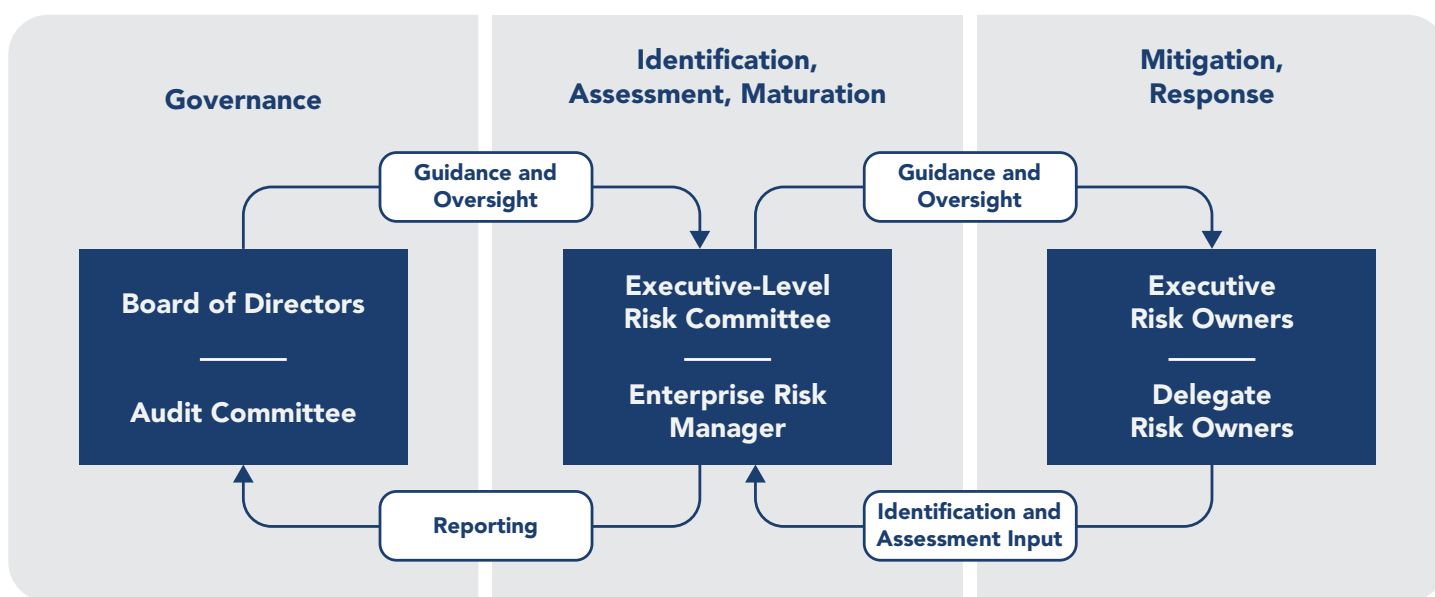 Governance
Identification,
Assessment, Maturation
Mitigation,
Response
Guidance and
Oversight
Guidance and
Oversight
Board of Directors
Audit Committee
Executive-Level
Risk Committee
Enterprise Risk
Manager
Executive
Risk Owners
Delegate
Risk Owners
Reporting
Identification and
Assessment Input